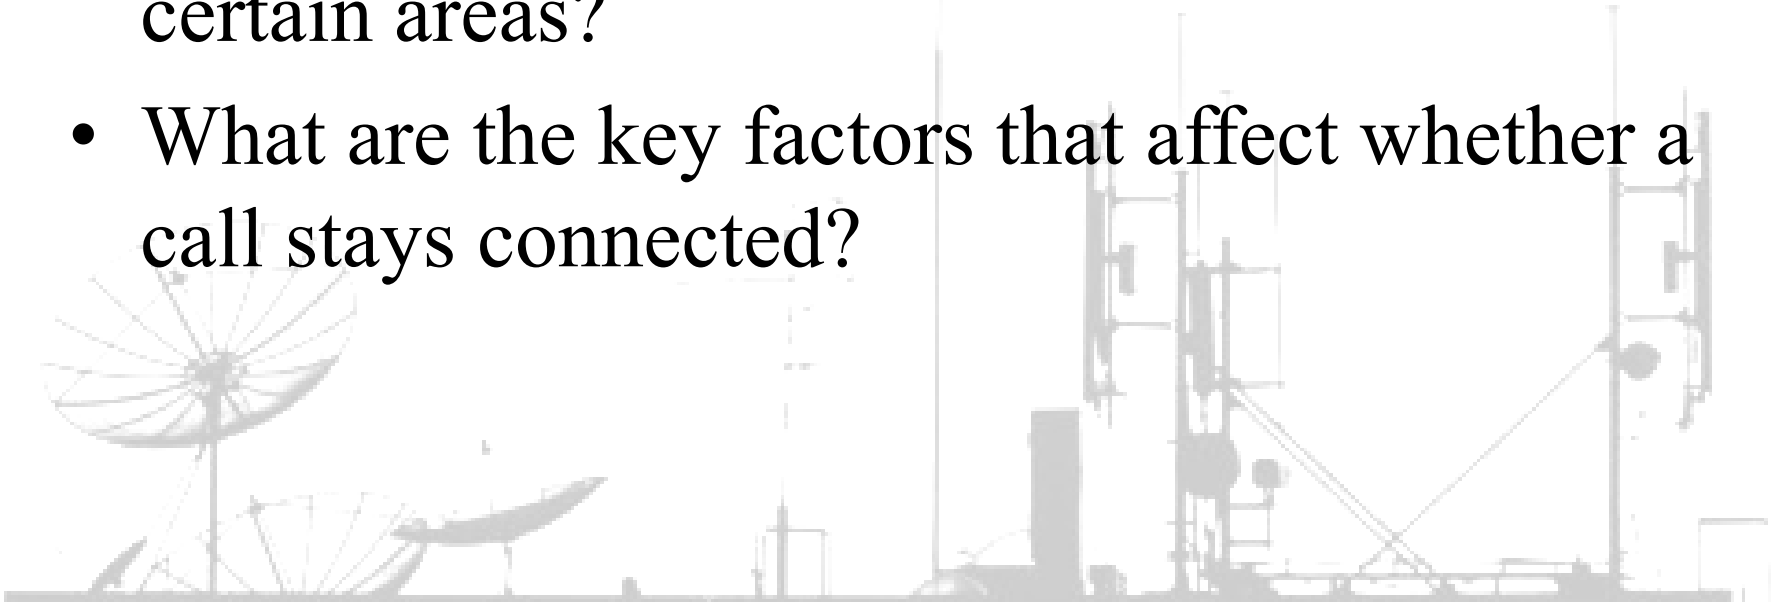 certain areas?
• What are the key factors that affect whether a
call stays connected?